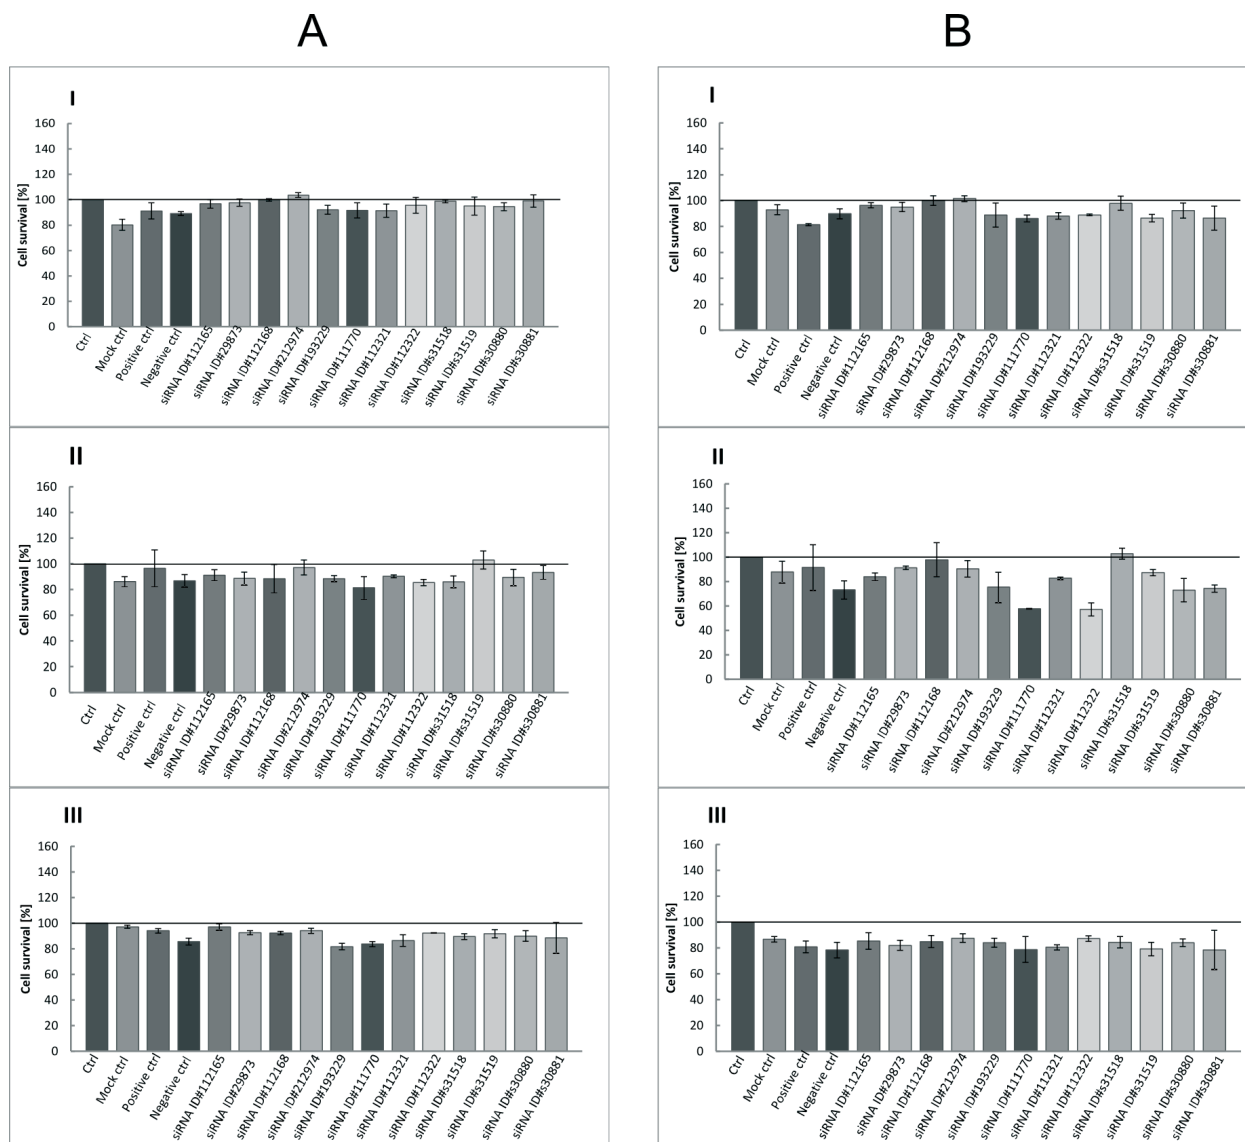 A
B
I
Cell survival [%]
160
140
120
100
80
60
40
20
0
Ctrl
Mock ctrl
Positive ctrl
Negative ctrl
siRNA ID#112165
siRNA ID#29873
siRNA ID#112168
siRNA ID#212974
siRNA ID#193229
siRNA ID#111770
siRNA ID#112321
siRNA ID#112322
siRNA ID#s31518
siRNA ID#s31519
siRNA ID#s30880
siRNA ID#s30881
I
Cell survival [%]
160
140
120
100
80
60
40
20
0
Ctrl
Mock ctrl
Positive ctrl
Negative ctrl
siRNA ID#112165
siRNA ID#29873
siRNA ID#112168
siRNA ID#212974
siRNA ID#193229
siRNA ID#111770
siRNA ID#112321
siRNA ID#112322
siRNA ID#s31518
siRNA ID#s31519
siRNA ID#s30880
siRNA ID#s30881
II
Cell survival [%]
160
140
120
100
80
60
40
20
0
Ctrl
Mock ctrl
Positive ctrl
Negative ctrl
siRNA ID#112165
siRNA ID#29873
siRNA ID#112168
siRNA ID#212974
siRNA ID#193229
siRNA ID#111770
siRNA ID#112321
siRNA ID#112322
siRNA ID#s31518
siRNA ID#s31519
siRNA ID#s30880
siRNA ID#s30881
II
Cell survival [%]
160
140
120
100
80
60
40
20
0
Ctrl
Mock ctrl
Positive ctrl
Negative ctrl
siRNA ID#112165
siRNA ID#29873
siRNA ID#112168
siRNA ID#212974
siRNA ID#193229
siRNA ID#111770
siRNA ID#112321
siRNA ID#112322
siRNA ID#s31518
siRNA ID#s31519
siRNA ID#s30880
siRNA ID#s30881
III
Cell survival [%]
160
140
120
100
80
60
40
20
0
Ctrl
Mock ctrl
Positive ctrl
Negative ctrl
siRNA ID#112165
siRNA ID#29873
siRNA ID#112168
siRNA ID#212974
siRNA ID#193229
siRNA ID#111770
siRNA ID#112321
siRNA ID#112322
siRNA ID#s31518
siRNA ID#s31519
siRNA ID#s30880
siRNA ID#s30881
III
Cell survival [%]
160
140
120
100
80
60
40
20
0
Ctrl
Mock ctrl
Positive ctrl
Negative ctrl
siRNA ID#112165
siRNA ID#29873
siRNA ID#112168
siRNA ID#212974
siRNA ID#193229
siRNA ID#111770
siRNA ID#112321
siRNA ID#112322
siRNA ID#s31518
siRNA ID#s31519
siRNA ID#s30880
siRNA ID#s30881